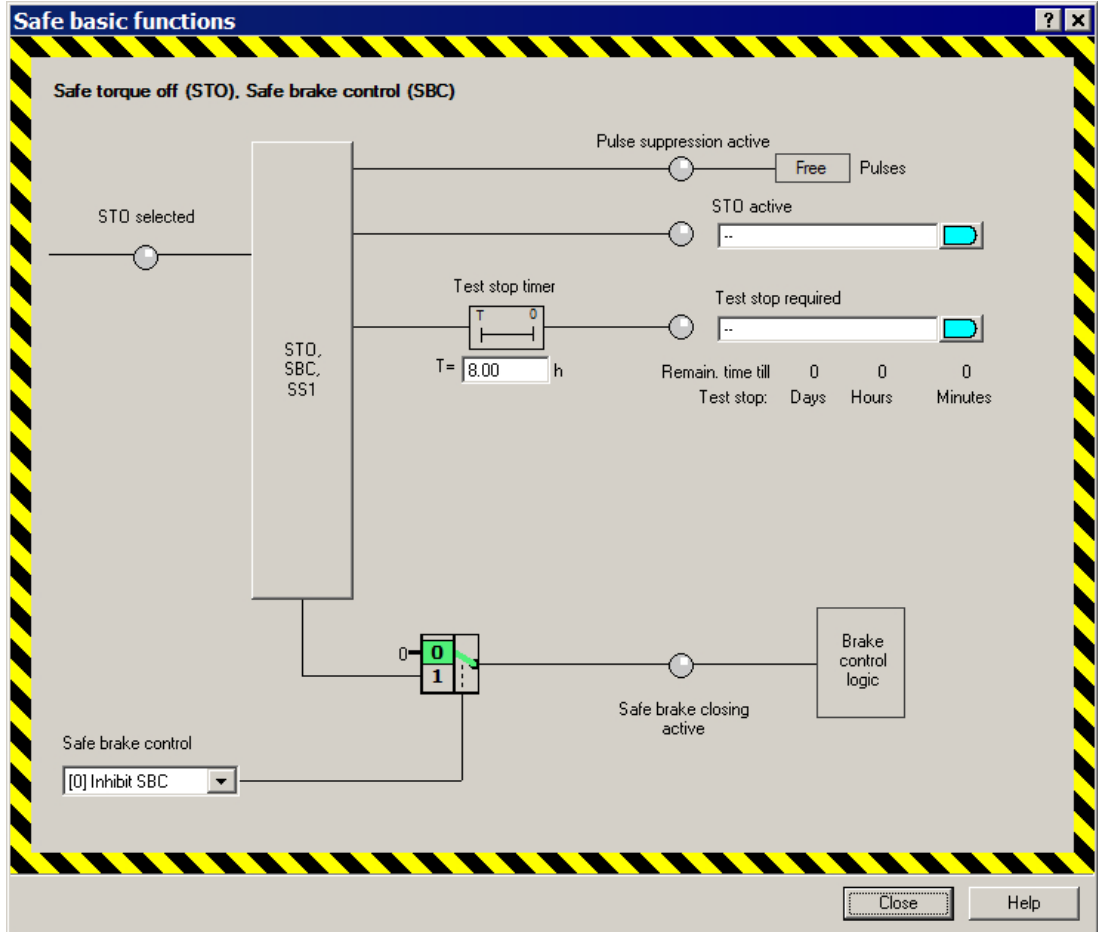 Safe basic functions
Safe torque off (STO), Safe brake control (SBC)
Pulse suppression active
Free Pulses
STO selected
STO active
--
Test stop timer
T 0
T= 8.00 h
Test stop required
--
Remain. time till 0 0 0
Test stop: Days Hours Minutes
STO,
SBC,
SS1
0 0
1
Brake
control
logic
Safe brake closing
active
Safe brake control
[0] Inhibit SBC
Close Help